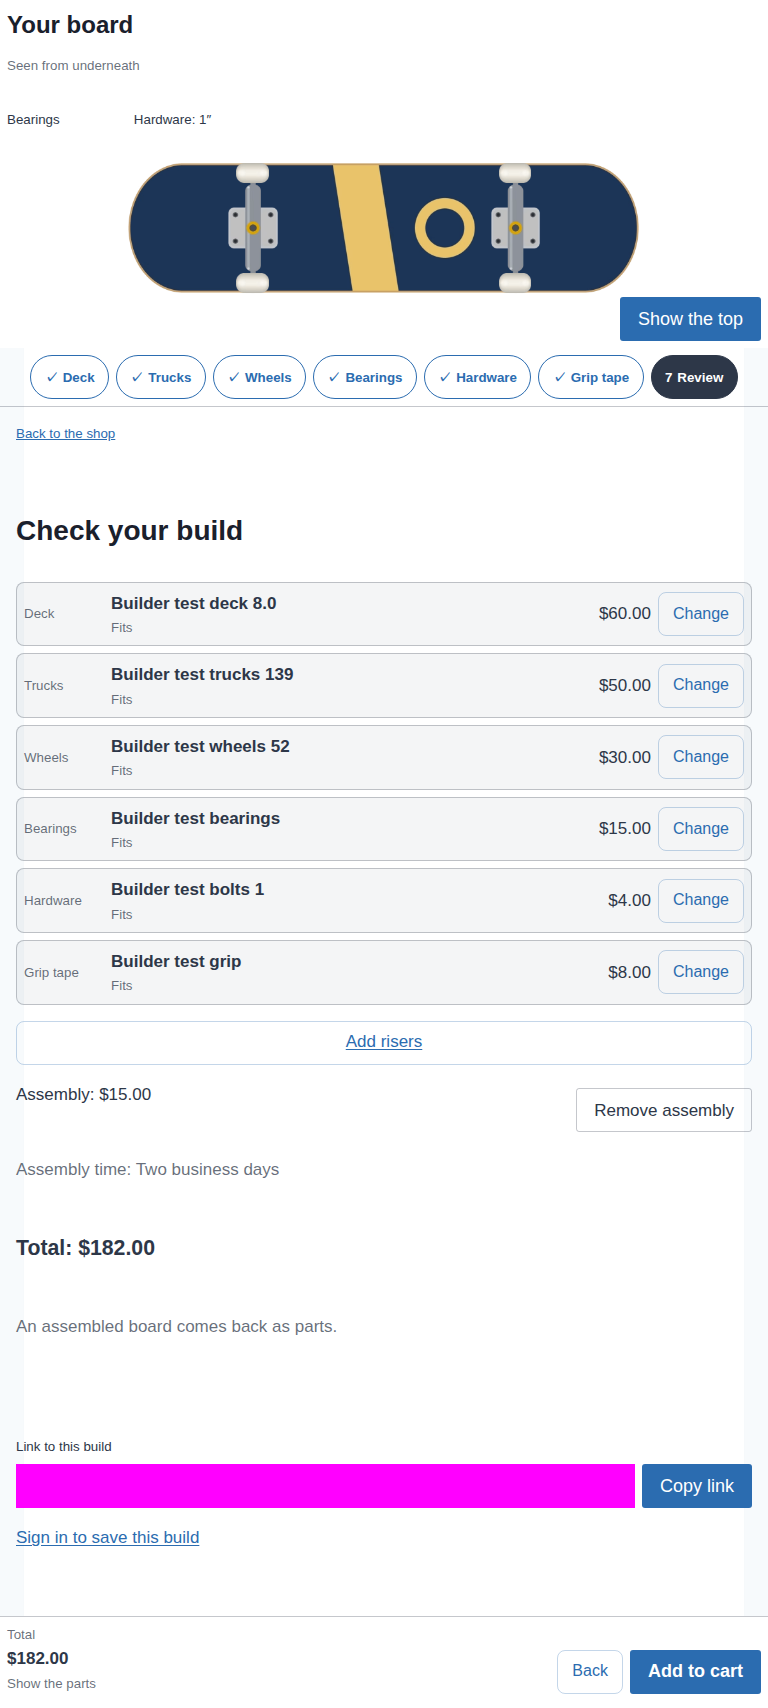 Your board
Seen from underneath
Bearings Hardware: 1″
Show the top
✓ Deck ✓ Trucks ✓ Wheels ✓ Bearings ✓ Hardware ✓ Grip tape 7 Review
Back to the shop
Check your build
Deck Builder test deck 8.0 $60.00 Change
Fits
Trucks Builder test trucks 139 $50.00 Change
Fits
Wheels Builder test wheels 52 $30.00 Change
Fits
Bearings Builder test bearings $15.00 Change
Fits
Hardware Builder test bolts 1 $4.00 Change
Fits
Grip tape Builder test grip $8.00 Change
Fits
Add risers
Assembly: $15.00
Remove assembly
Assembly time: Two business days
Total: $182.00
An assembled board comes back as parts.
Link to this build
Copy link
Sign in to save this build
Total
$182.00
Show the parts
Back Add to cart